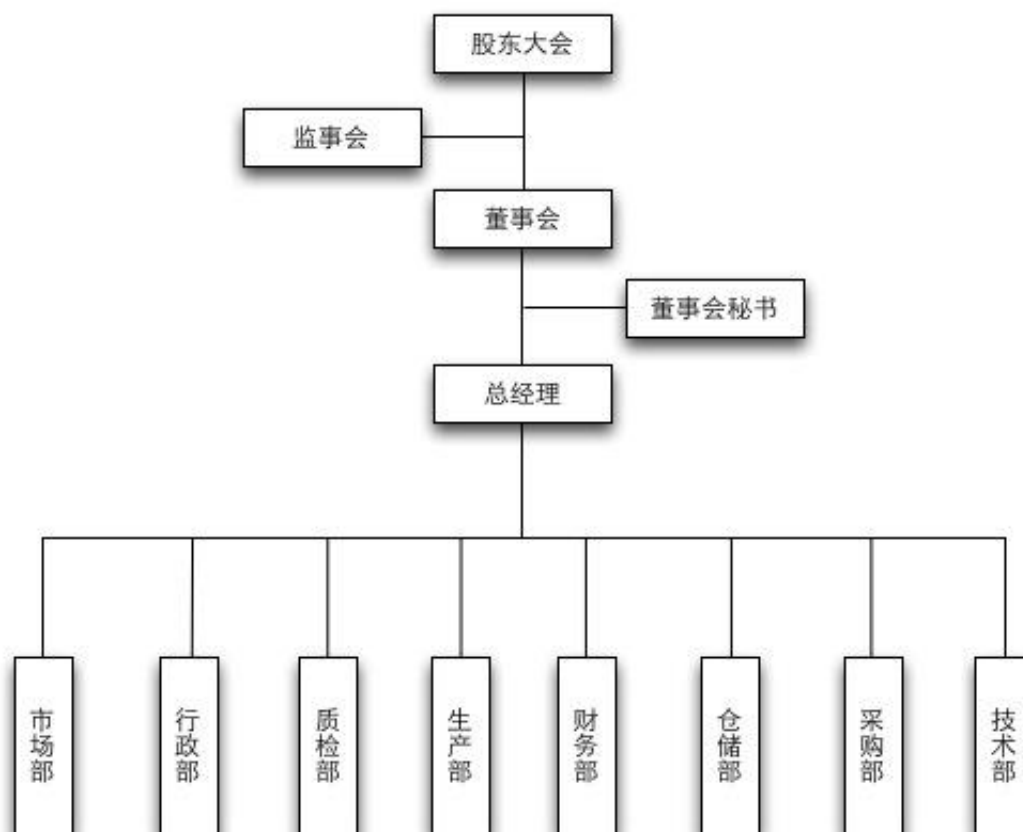 股东大会
监事会
董事会
董事会秘书
总经理
市场部
行政部
质检部
生产部
财务部
仓储部
采购部
技术部